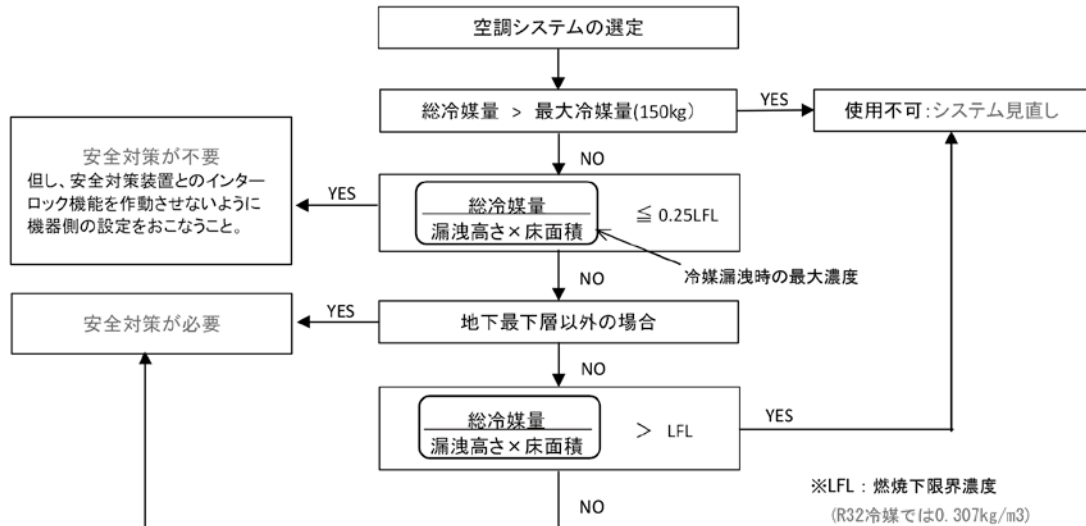 空調システムの選定
総冷媒量 > 最大冷媒量(150kg)
YES
使用不可:システム見直し
NO
安全対策が不要
但し、安全対策装置とのインター
ロック機能を作動させないように
機器側の設定をおこなうこと。
YES
総冷媒量
漏洩高さ×床面積
≦ 0.25LFL
冷媒漏洩時の最大濃度
NO
安全対策が必要
YES
地下最下層以外の場合
NO
総冷媒量
漏洩高さ×床面積
> LFL
YES
NO
※LFL : 燃焼下限界濃度
(R32冷媒では0.307kg/m3)